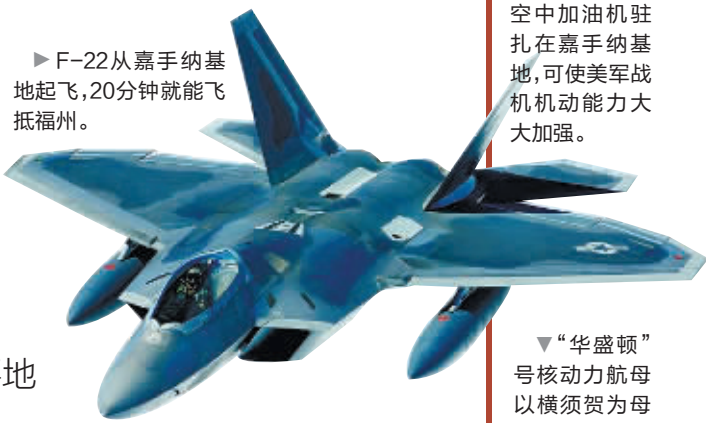 ▶F-22从嘉手纳基
地起飞,20分钟就能飞
抵福州。
空中加油机驻
扎在嘉手纳基
地,可使美军战
机机动能力大
大加强。
▼“华盛顿”
号核动力航母
以横须贺为母
地